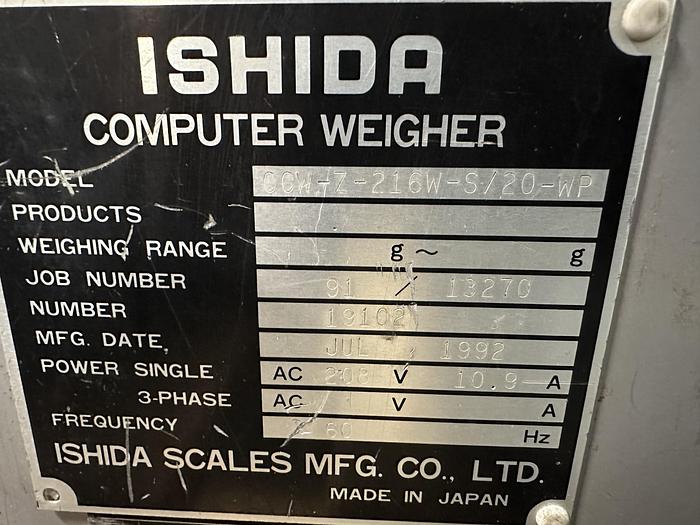 ISHIDA
COMPUTER WEIGHER
MODEL CCW-Z-216W-S/20-WP
PRODUCTS
WEIGHING RANGE g ~ g
JOB NUMBER 91 / 13270
NUMBER 19102
MFG. DATE, JUL , 1992
POWER SINGLE AC 208 V 10.9 A
3-PHASE AC V A
FREQUENCY 60 Hz
ISHIDA SCALES MFG. CO., LTD.
MADE IN JAPAN